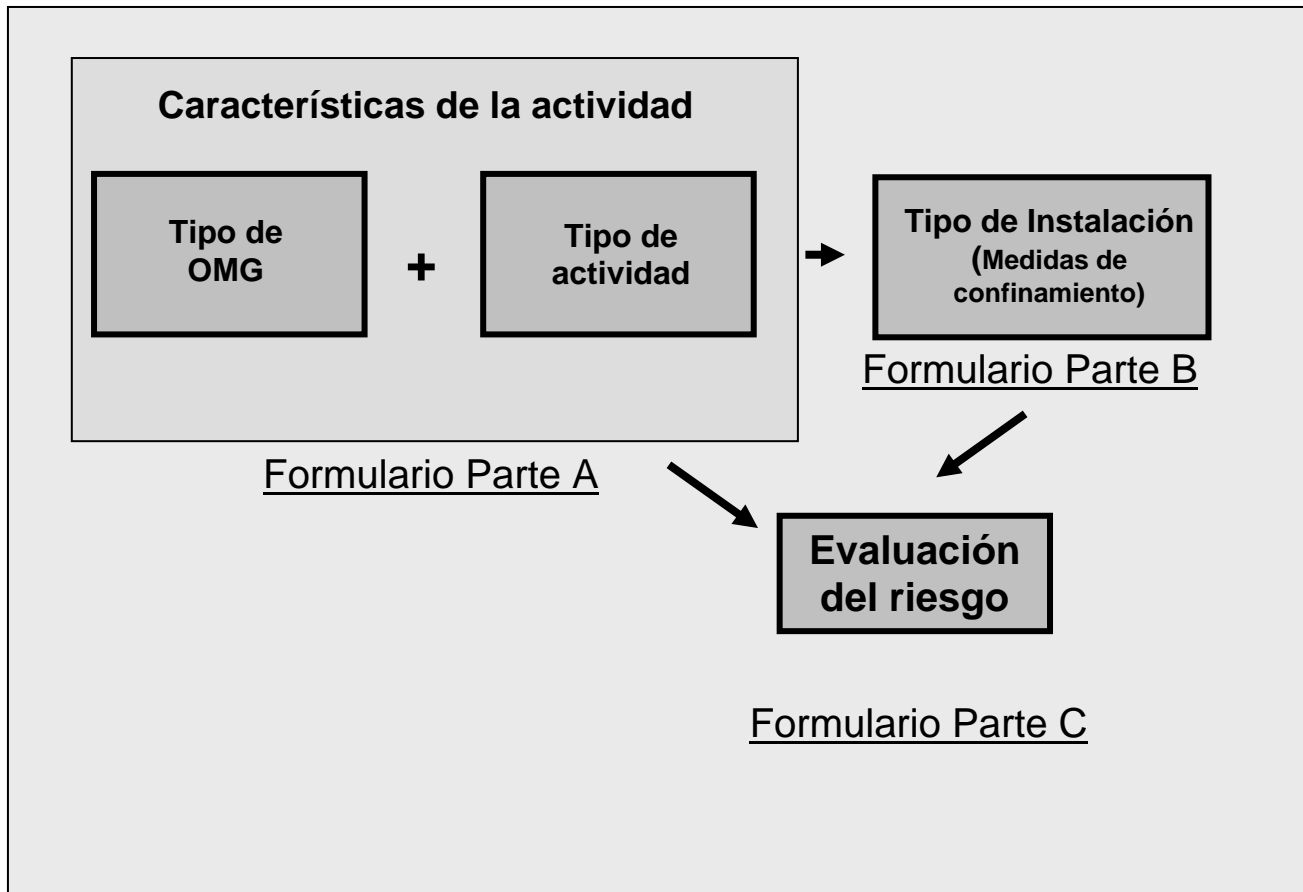 Características de la actividad
Tipo de
OMG
+
Tipo de
actividad
Tipo de Instalación
(Medidas de
confinamiento)
Formulario Parte B
Formulario Parte A
Evaluación
del riesgo
Formulario Parte C